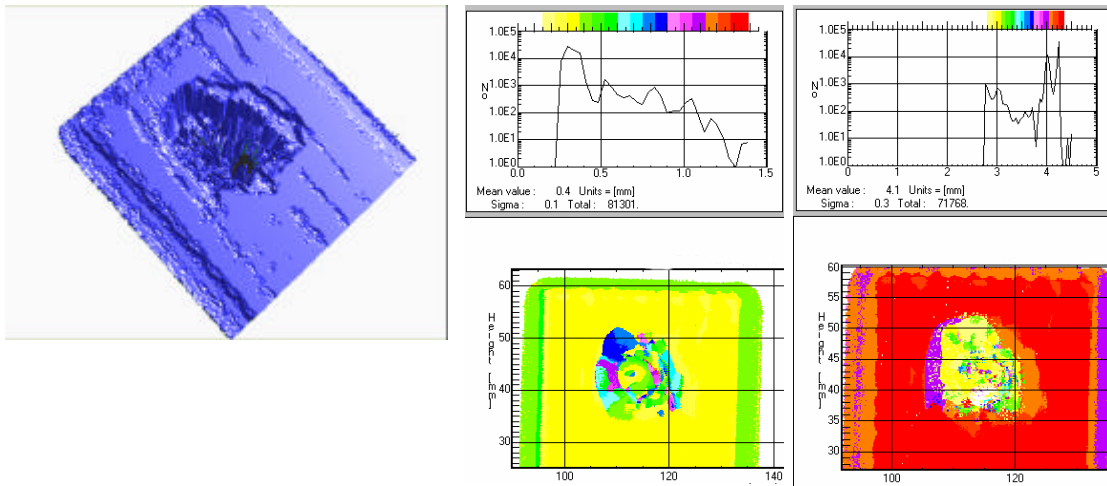 1.0E5
1.0E4
1.0E3
1.0E2
1.0E1
1.0E0
No
0.0
0.5
1.0
1.5
Mean value : 0.4 Units = [mm]
Sigma : 0.1 Total : 81301.
1.0E5
1.0E4
1.0E3
1.0E2
1.0E1
1.0E0
No
0
1
2
3
4
5
Mean value : 4.1 Units = [mm]
Sigma : 0.3 Total : 71768.
60
50
40
30
Height [mm]
100
120
140
60
55
50
45
40
35
30
Height [mm]
100
120